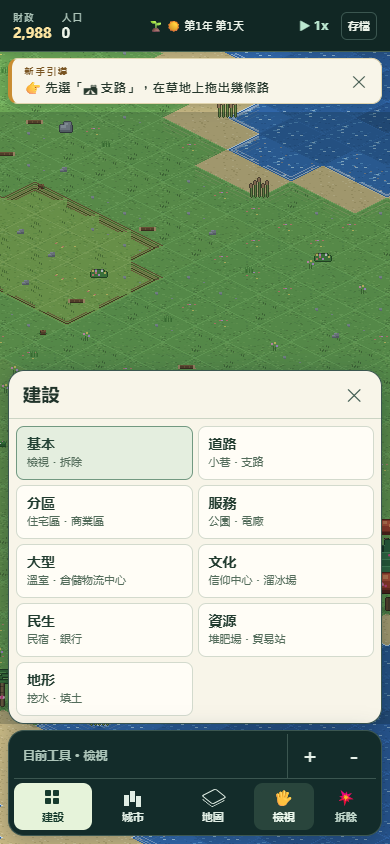 財政
2,988
人口
0
第1年 第1天
1x
存檔
新手引導
先選「支路」，在草地上拖出幾條路
建設
基本
檢視 · 拆除
道路
小巷 · 支路
分區
住宅區 · 商業區
服務
公園 · 電廠
大型
溫室 · 倉儲物流中心
文化
信仰中心 · 溜冰場
民生
民宿 · 銀行
資源
堆肥場 · 貿易站
地形
挖水 · 填土
目前工具 · 檢視
+
-
建設
城市
地圖
檢視
拆除